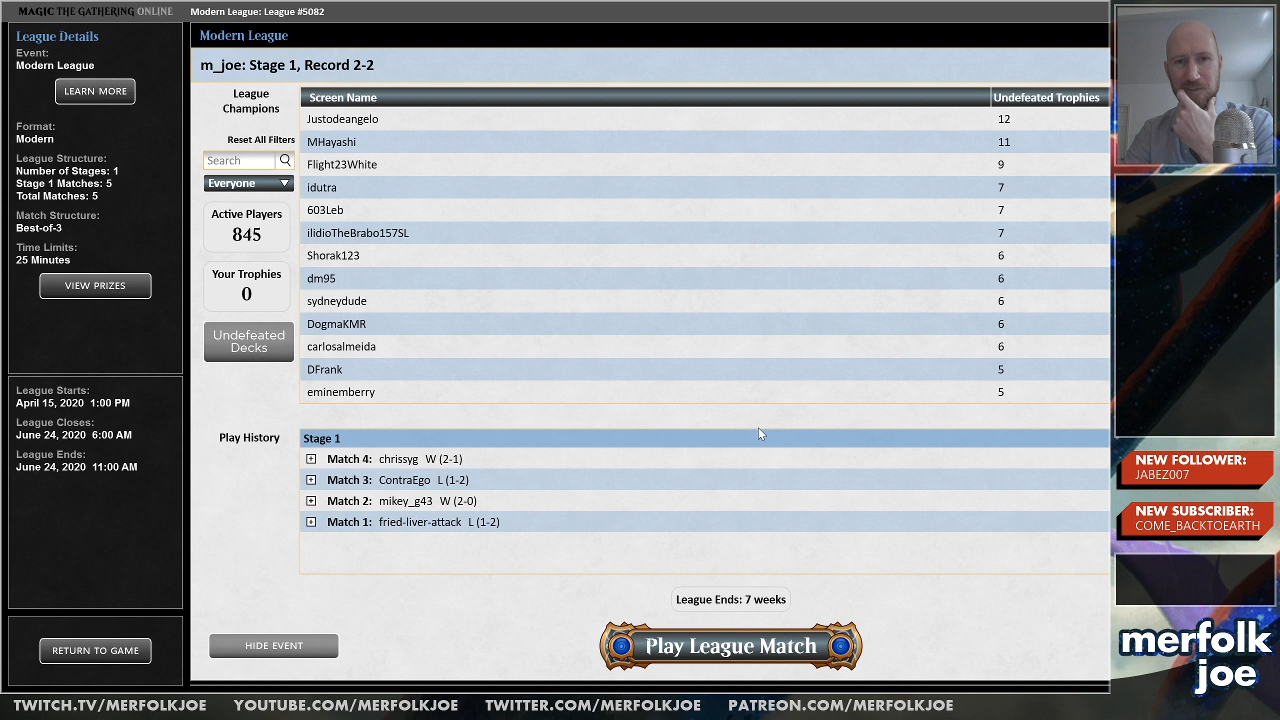 MAGIC THE GATHERING ONLINE
Modern League: League #5082
League Details
Event:
Modern League
LEARN MORE
Format:
Modern
League Structure:
Number of Stages: 1
Stage 1 Matches: 5
Total Matches: 5
Match Structure:
Best-of-3
Time Limits:
25 Minutes
VIEW PRIZES
League Starts:
April 15, 2020 1:00 PM
League Closes:
June 24, 2020 6:00 AM
League Ends:
June 24, 2020 11:00 AM
RETURN TO GAME
Modern League
m_joe: Stage 1, Record 2-2
League
Champions
Reset All Filters
Search
Everyone
Active Players
845
Your Trophies
0
Undefeated
Decks
Screen Name Undefeated Trophies
Justodeangelo 12
MHayashi 11
Flight23White 9
idutra 7
603Leb 7
ilidioTheBrabo157SL 7
Shorak123 6
dm95 6
sydneydude 6
DogmaKMR 6
carlosalmeida 6
DFrank 5
eminemberry 5
Play History
Stage 1
Match 4: chrissyg W (2-1)
Match 3: ContraEgo L (1-2)
Match 2: mikey_g43 W (2-0)
Match 1: fried-liver-attack L (1-2)
League Ends: 7 weeks
HIDE EVENT
Play League Match
NEW FOLLOWER:
JABEZ007
NEW SUBSCRIBER:
COME_BACKTOEARTH
merfolk
joe
TWITCH.TV/MERFOLKJOE YOUTUBE.COM/MERFOLKJOE TWITTER.COM/MERFOLKJOE PATREON.COM/MERFOLKJOE